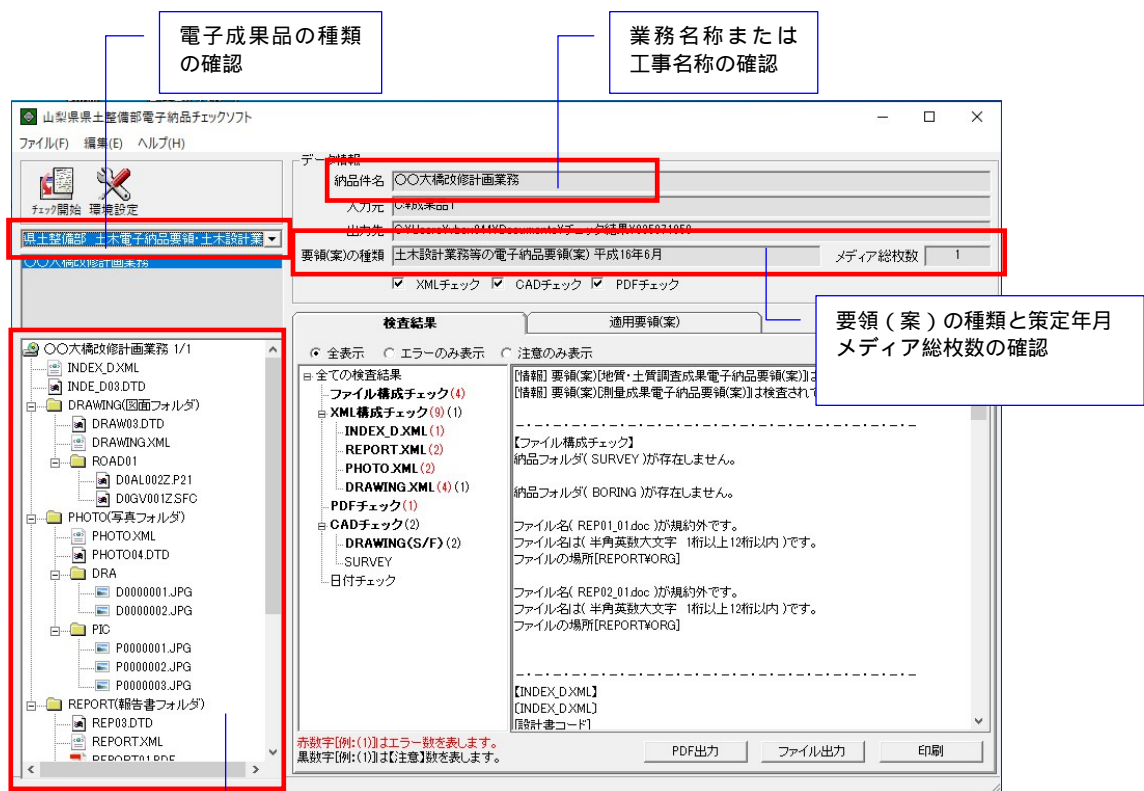 電子成果品の種類
の確認
業務名称または
工事名称の確認
山梨県県土整備部電子納品チェックソフト
ファイル(F) 編集(E) ヘルプ(H)
チェック開始 環境設定
県土整備部 土木電子納品要領・土木設計業
〇〇大橋改修計画業務
データ情報
納品件名 〇〇大橋改修計画業務
入力元 C:¥成果品1
出力先
要領(案)の種類 土木設計業務等の電子納品要領(案) 平成16年6月 メディア総枚数 1
XMLチェック CADチェック PDFチェック
要領(案)の種類と策定年月
メディア総枚数の確認
〇〇大橋改修計画業務 1/1
INDEX_D.XML
INDE_D03.DTD
DRAWING(図面フォルダ)
DRAW03.DTD
DRAWING.XML
ROAD01
D0AL002Z.P21
D0GV001Z.SFC
PHOTO(写真フォルダ)
PHOTO.XML
PHOTO04.DTD
DRA
D0000001.JPG
D0000002.JPG
PIC
P0000001.JPG
P0000002.JPG
P0000003.JPG
REPORT(報告書フォルダ)
REP03.DTD
REPORT.XML
REPORT01.PDF
検査結果 適用要領(案)
全表示 エラーのみ表示 注意のみ表示
全ての検査結果
ファイル構成チェック(4)
XML構成チェック(9)(1)
INDEX_D.XML(1)
REPORT.XML(2)
PHOTO.XML(2)
DRAWING.XML(4)(1)
PDFチェック(1)
CADチェック(2)
DRAWING(S/F)(2)
SURVEY
日付チェック
[情報] 要領(案)[地質・土質調査成果電子納品要領(案)]は
[情報] 要領(案)[測量成果電子納品要領(案)]は検査されて
【ファイル構成チェック】
納品フォルダ( SURVEY )が存在しません。
納品フォルダ( BORING )が存在しません。
ファイル名( REP01_01.doc )が規約外です。
ファイル名は( 半角英数大文字 1桁以上12桁以内 )です。
ファイルの場所[REPORT¥ORG]
ファイル名( REP02_01.doc )が規約外です。
ファイル名は( 半角英数大文字 1桁以上12桁以内 )です。
ファイルの場所[REPORT¥ORG]
【INDEX_D.XML】
[INDEX_D.XML]
[設計書コード]
赤数字[例:(1)]はエラー数を表します。
黒数字[例:(1)]は【注意】数を表します。
PDF出力 ファイル出力 印刷